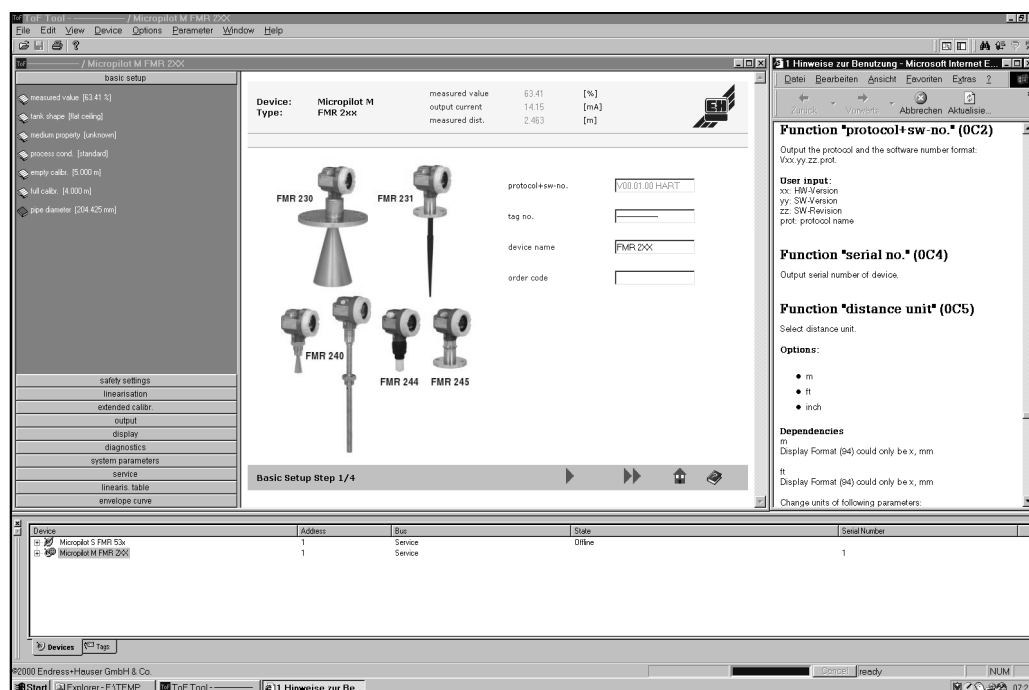 ToF Tool - ———— / Micropilot M FMR 2XX
File Edit View Device Options Parameter Window Help
———— / Micropilot M FMR 2XX
basic setup
measured value [63.41 %]
tank shape [flat ceiling]
medium property [unknown]
process cond. [standard]
empty calibr. [5.000 m]
full calibr. [4.000 m]
pipe diameter [204.425 mm]
safety settings
linearisation
extended calibr.
output
display
diagnostics
system parameters
service
linearis. table
envelope curve
Device: Micropilot M
Type: FMR 2xx
measured value 63.41 [%]
output current 14.15 [mA]
measured dist. 2.463 [m]
EH
FMR 230
FMR 231
FMR 240
FMR 244
FMR 245
protocol+sw-no. V00.01.00 HART
tag no. ————
device name FMR 2XX
order code
Basic Setup Step 1/4
1 Hinweise zur Benutzung - Microsoft Internet E...
Datei Bearbeiten Ansicht Favoriten Extras ?
Zurück Vorwärts Abbrechen Aktualisie...
Function "protocol+sw-no." (0C2)
Output the protocol and the software number format:
Vxx.yy.zz.prot.
User input:
xx: HW-Version
yy: SW-Version
zz: SW-Revision
prot: protocol name
Function "serial no." (0C4)
Output serial number of device.
Function "distance unit" (0C5)
Select distance unit.
Options:
• m
• ft
• inch
Dependencies
m
Display Format (94) could only be x, mm
ft
Display Format (94) could only be x, mm
Change units of following parameters:
Device Address Bus State Serial Number
Micropilot S FMR 53x 1 Service Offline
Micropilot M FMR 2XX 1 Service 1
Devices Tags
©2000 Endress+Hauser GmbH & Co.
Cancel ready NUM
Start Explorer - E:\TEMP ToF Tool - ———— 1 Hinweise zur Be...